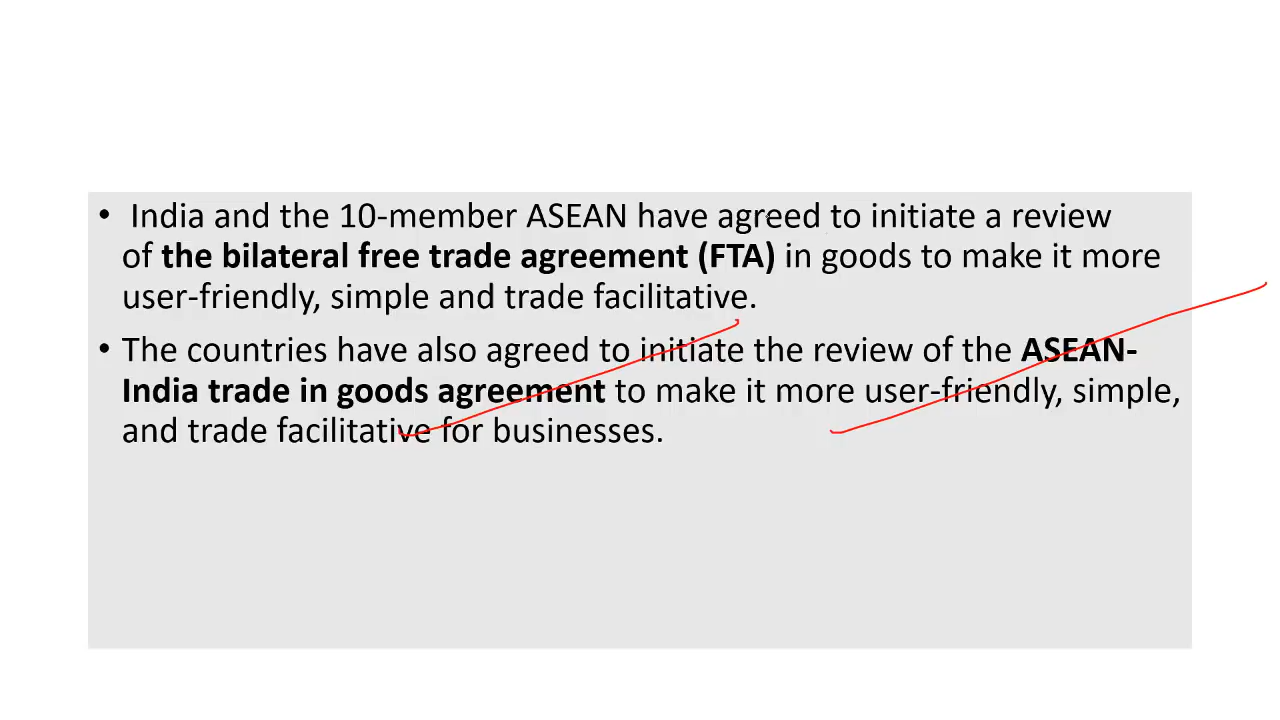 • India and the 10-member ASEAN have agreed to initiate a review
of the bilateral free trade agreement (FTA) in goods to make it more
user-friendly, simple and trade facilitative.
• The countries have also agreed to initiate the review of the ASEAN-
India trade in goods agreement to make it more user-friendly, simple,
and trade facilitative for businesses.